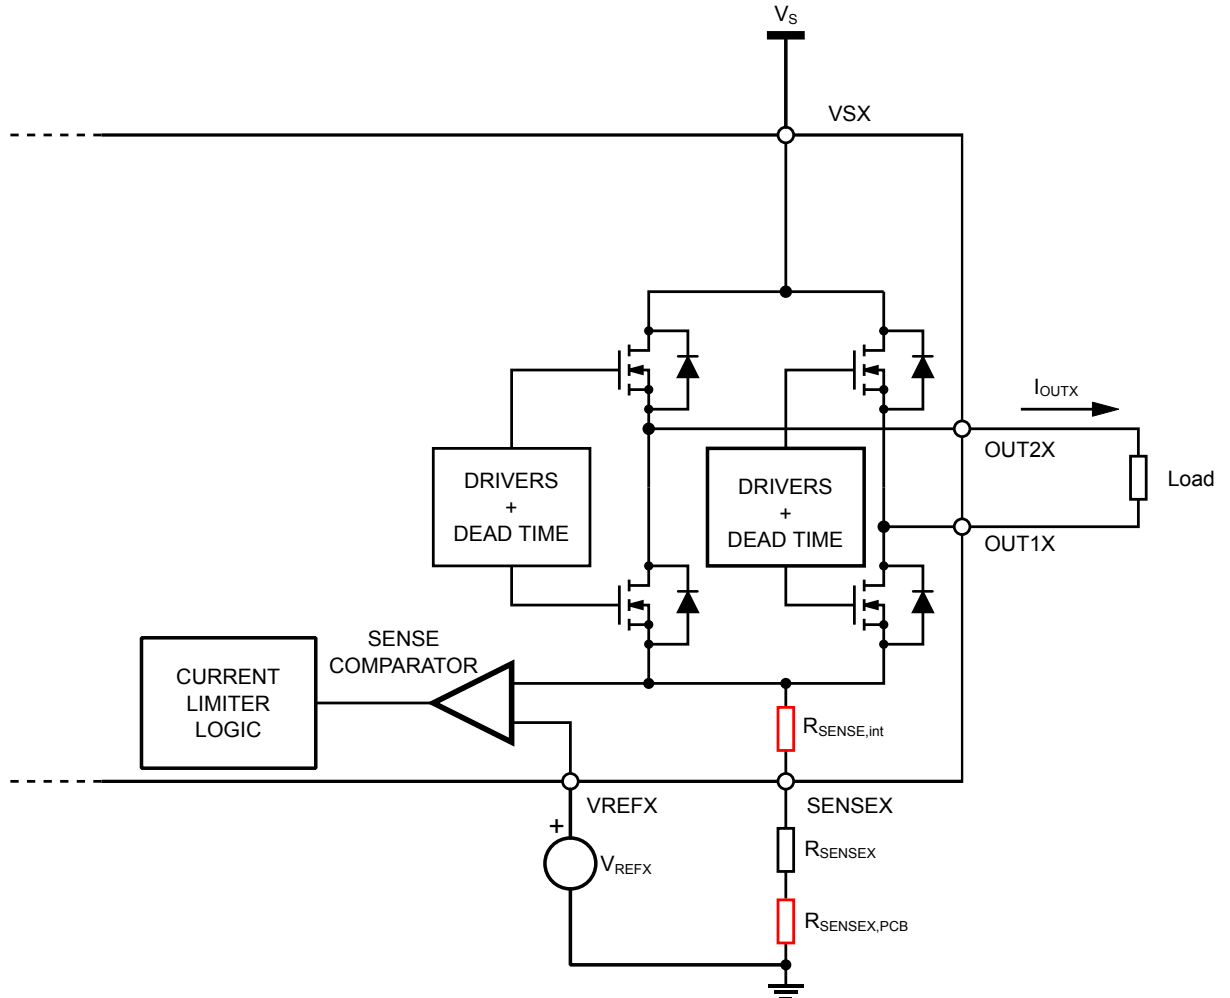 VS
VSX
IOUTX
OUT2X
Load
OUT1X
DRIVERS
+
DEAD TIME
DRIVERS
+
DEAD TIME
SENSE
COMPARATOR
CURRENT
LIMITER
LOGIC
RSENSE,int
VREFX
SENSEX
+
VREFX
RSENSEX
RSENSEX,PCB